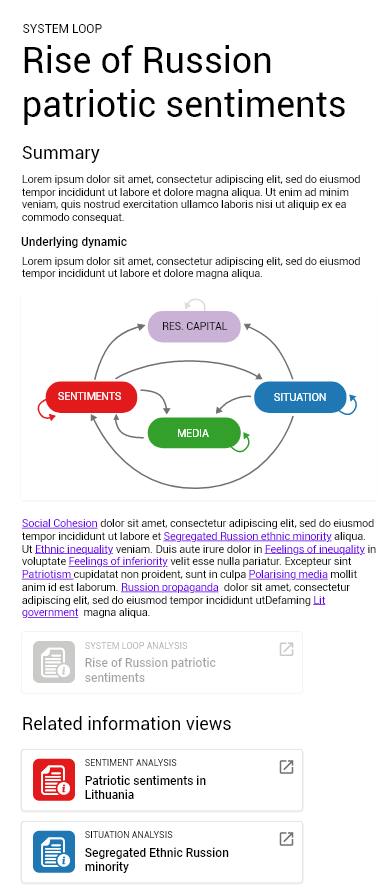 SYSTEM LOOP
Rise of Russion
patriotic sentiments
Summary
Lorem ipsum dolor sit amet, consectetur adipiscing elit, sed do eiusmod
tempor incididunt ut labore et dolore magna aliqua. Ut enim ad minim
veniam, quis nostrud exercitation ullamco laboris nisi ut aliquip ex ea
commodo consequat.
Underlying dynamic
Lorem ipsum dolor sit amet, consectetur adipiscing elit, sed do eiusmod
tempor incididunt ut labore et dolore magna aliqua.
RES. CAPITAL
SENTIMENTS
SITUATION
MEDIA
Social Cohesion dolor sit amet, consectetur adipiscing elit, sed do eiusmod
tempor incididunt ut labore et Segregated Russion ethnic minority aliqua.
Ut Ethnic inequality veniam. Duis aute irure dolor in Feelings of ineuqality in
voluptate Feelings of inferiority velit esse nulla pariatur. Excepteur sint
Patriotism cupidatat non proident, sunt in culpa Polarising media mollit
anim id est laborum. Russion propaganda dolor sit amet, consectetur
adipiscing elit, sed do eiusmod tempor incididunt utDefaming Lit
government magna aliqua.
SYSTEM LOOP ANALYSIS
Rise of Russion patriotic
sentiments
Related information views
SENTIMENT ANALYSIS
Patriotic sentiments in
Lithuania
SITUATION ANALYSIS
Segregated Ethnic Russion
minority